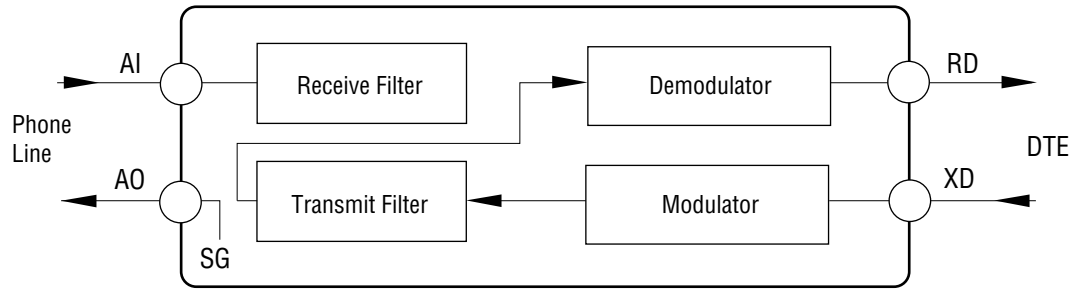 AI
Receive Filter
Demodulator
RD
Phone
Line
DTE
AO
Transmit Filter
Modulator
XD
SG